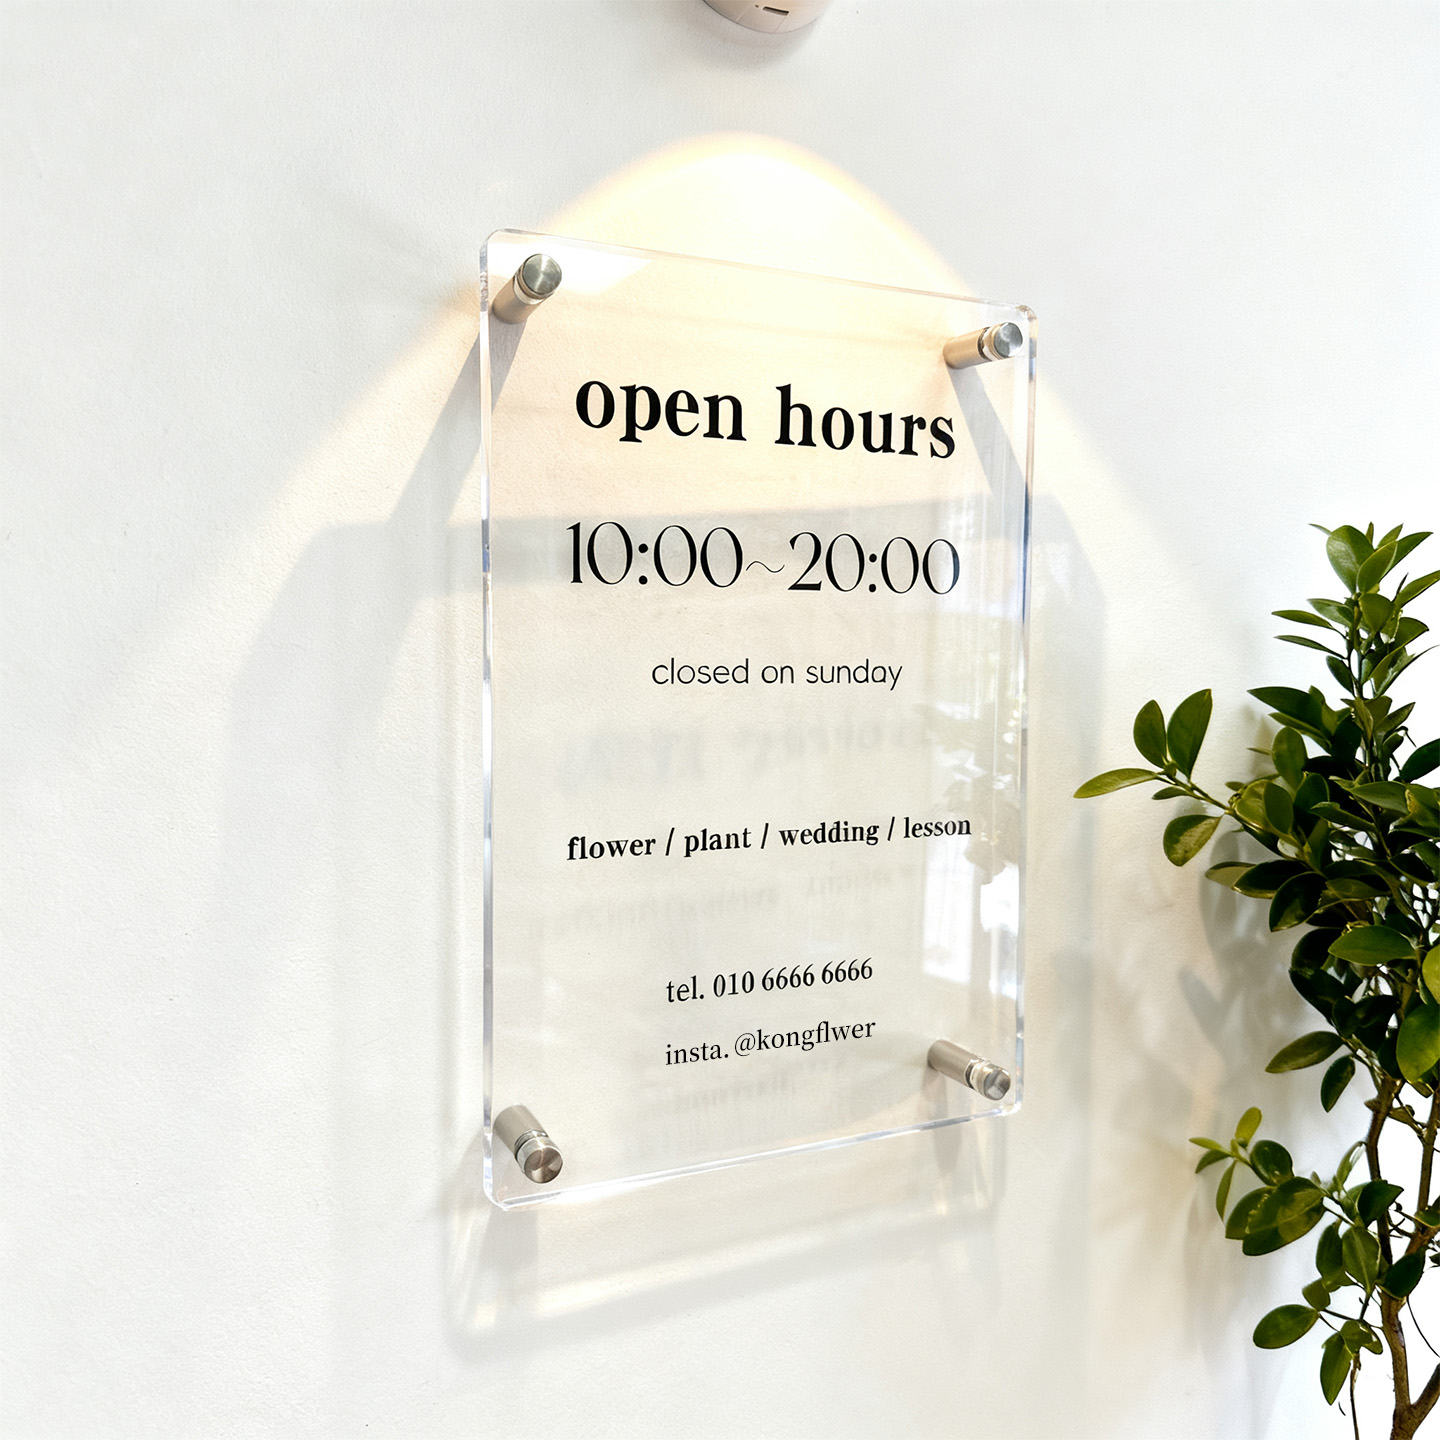 open hours
10:00~20:00
closed on sunday
flower / plant / wedding / lesson
tel. 010 6666 6666
insta. @kongflwer